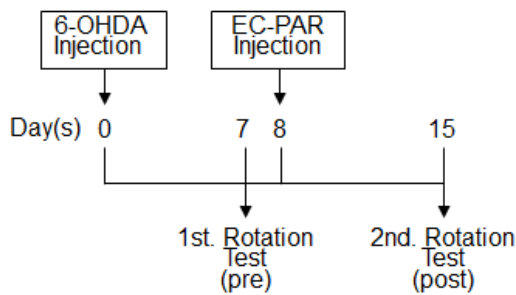 6-OHDA
Injection
EC-PAR
Injection
Day(s) 0 7 8 15
1st. Rotation
Test
(pre)
2nd. Rotation
Test
(post)